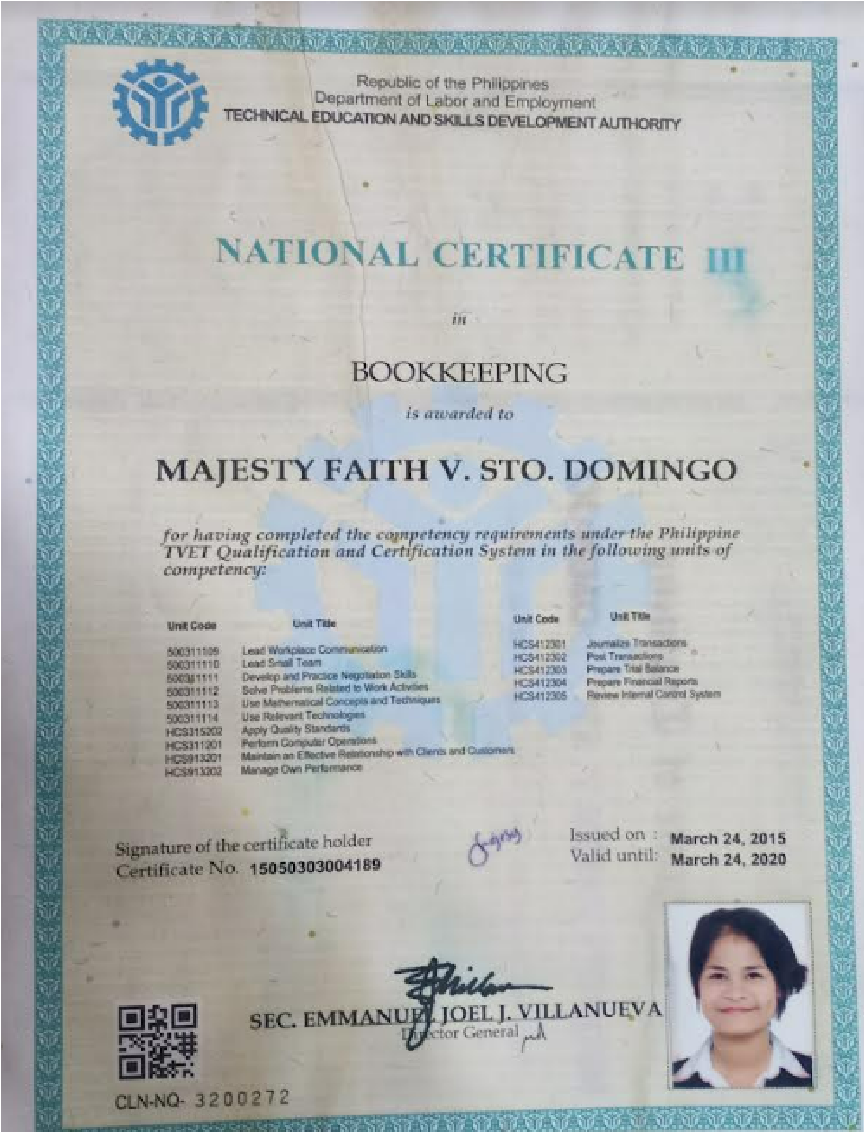 Republic of the Philippines
Department of Labor and Employment
TECHNICAL EDUCATION AND SKILLS DEVELOPMENT AUTHORITY
NATIONAL CERTIFICATE III
in
BOOKKEEPING
is awarded to
MAJESTY FAITH V. STO. DOMINGO
for having completed the competency requirements under the Philippine
TVET Qualification and Certification System in the following units of
competency:
Unit Code Unit Title
500311109 Lead Workplace Communication
500311110 Lead Small Team
500311111 Develop and Practice Negotiation Skills
500311112 Solve Problems Related to Work Activities
500311113 Use Mathematical Concepts and Techniques
500311114 Use Relevant Technologies
HCS315202 Apply Quality Standards
HCS311201 Perform Computer Operations
HCS913201 Maintain an Effective Relationship with Clients and Customers
HCS913202 Manage Own Performance
Unit Code Unit Title
HCS412301 Journalize Transactions
HCS412302 Post Transactions
HCS412303 Prepare Trial Balance
HCS412304 Prepare Financial Reports
HCS412305 Review Internal Control System
Signature of the certificate holder
Certificate No. 15050303004189
Issued on : March 24, 2015
Valid until: March 24, 2020
SEC. EMMANUEL JOEL J. VILLANUEVA
Director General
CLN-NQ- 3200272